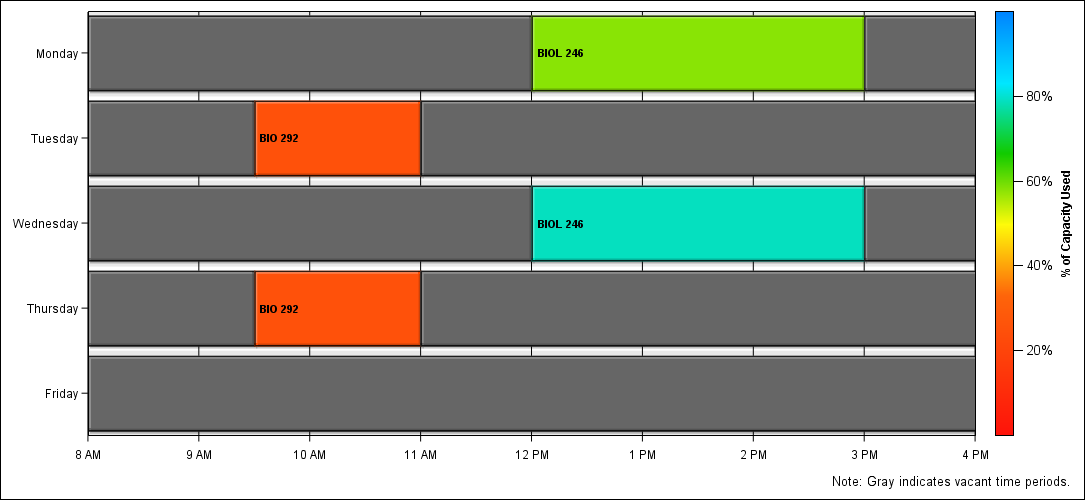 Monday
BIOL 246
Tuesday
BIO 292
Wednesday
BIOL 246
Thursday
BIO 292
Friday
8 AM 9 AM 10 AM 11 AM 12 PM 1 PM 2 PM 3 PM 4 PM
80%
60%
40%
20%
% of Capacity Used
Note: Gray indicates vacant time periods.